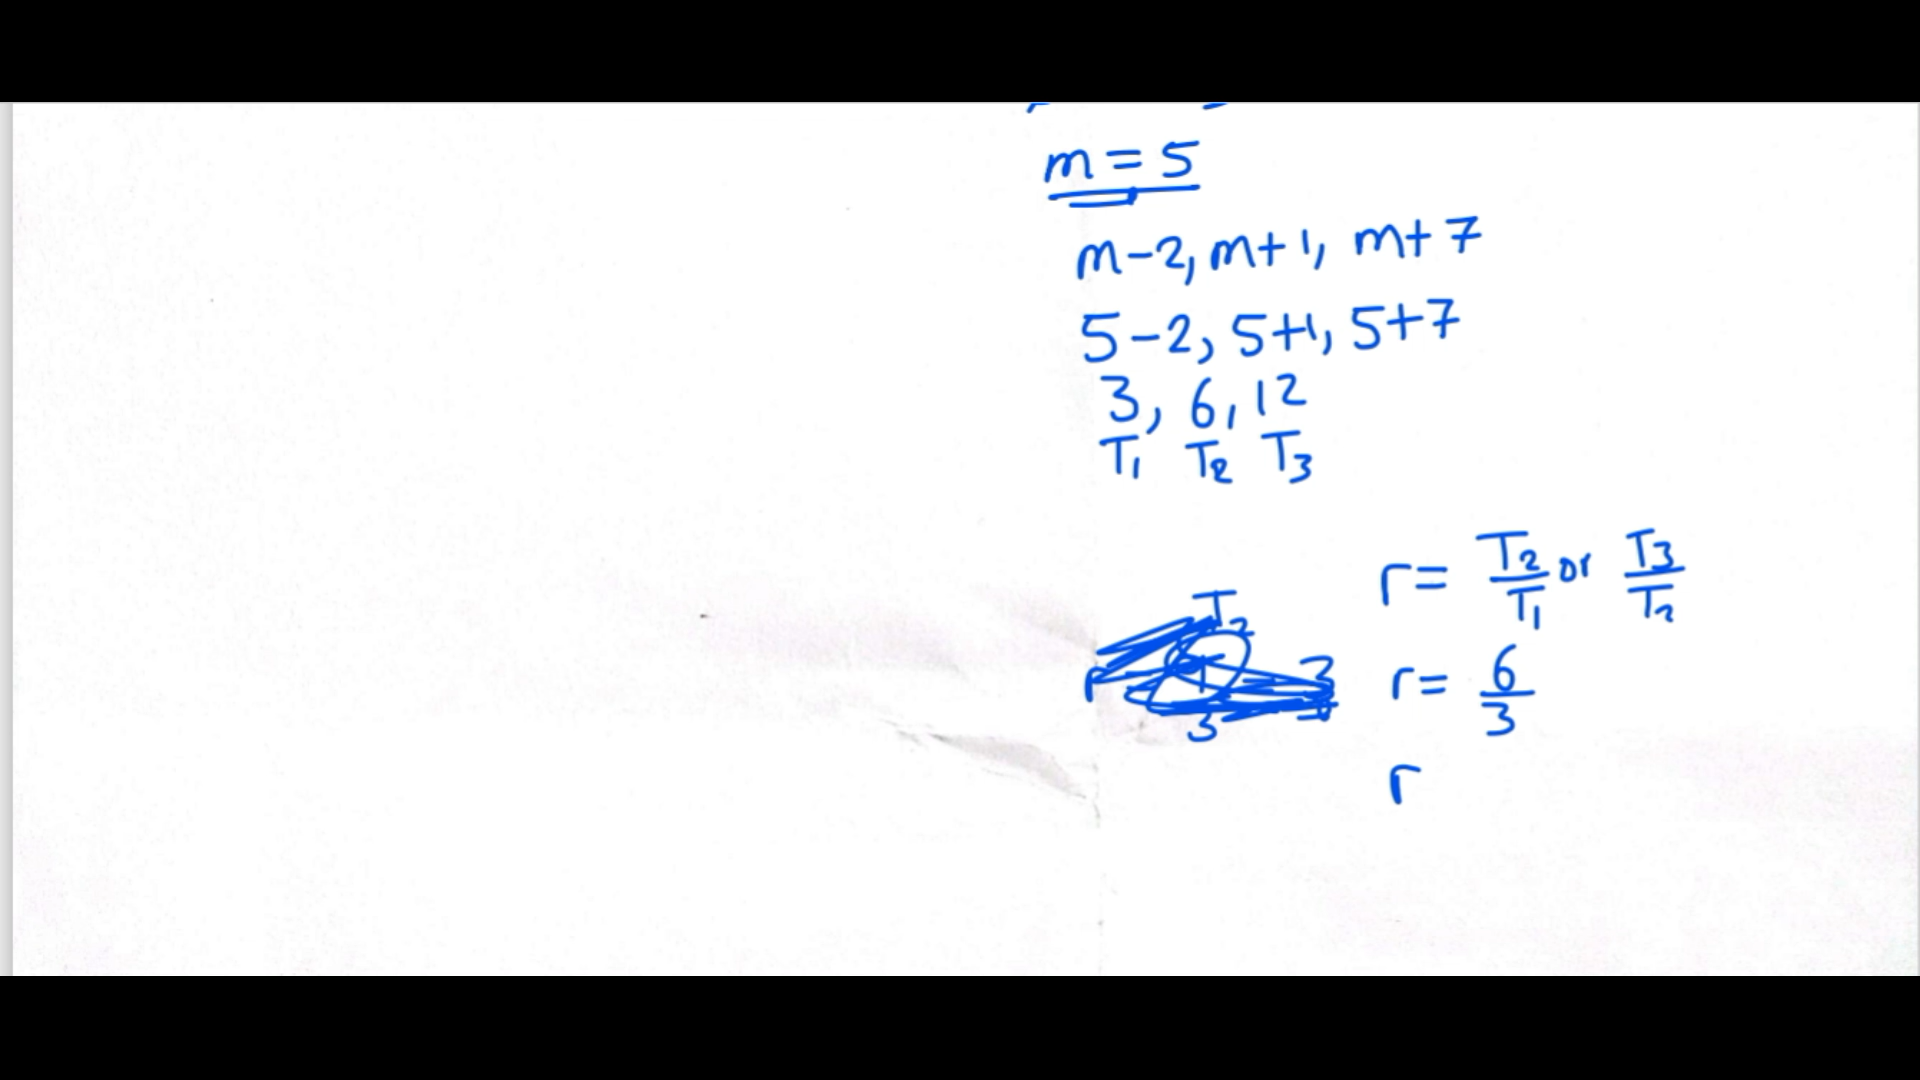 m = 5
m-2, m+1, m+7
5-2, 5+1, 5+7
3, 6, 12
T₁ T₂ T₃
r = T₂/T₁ or T₃/T₂
r = 6/3
r